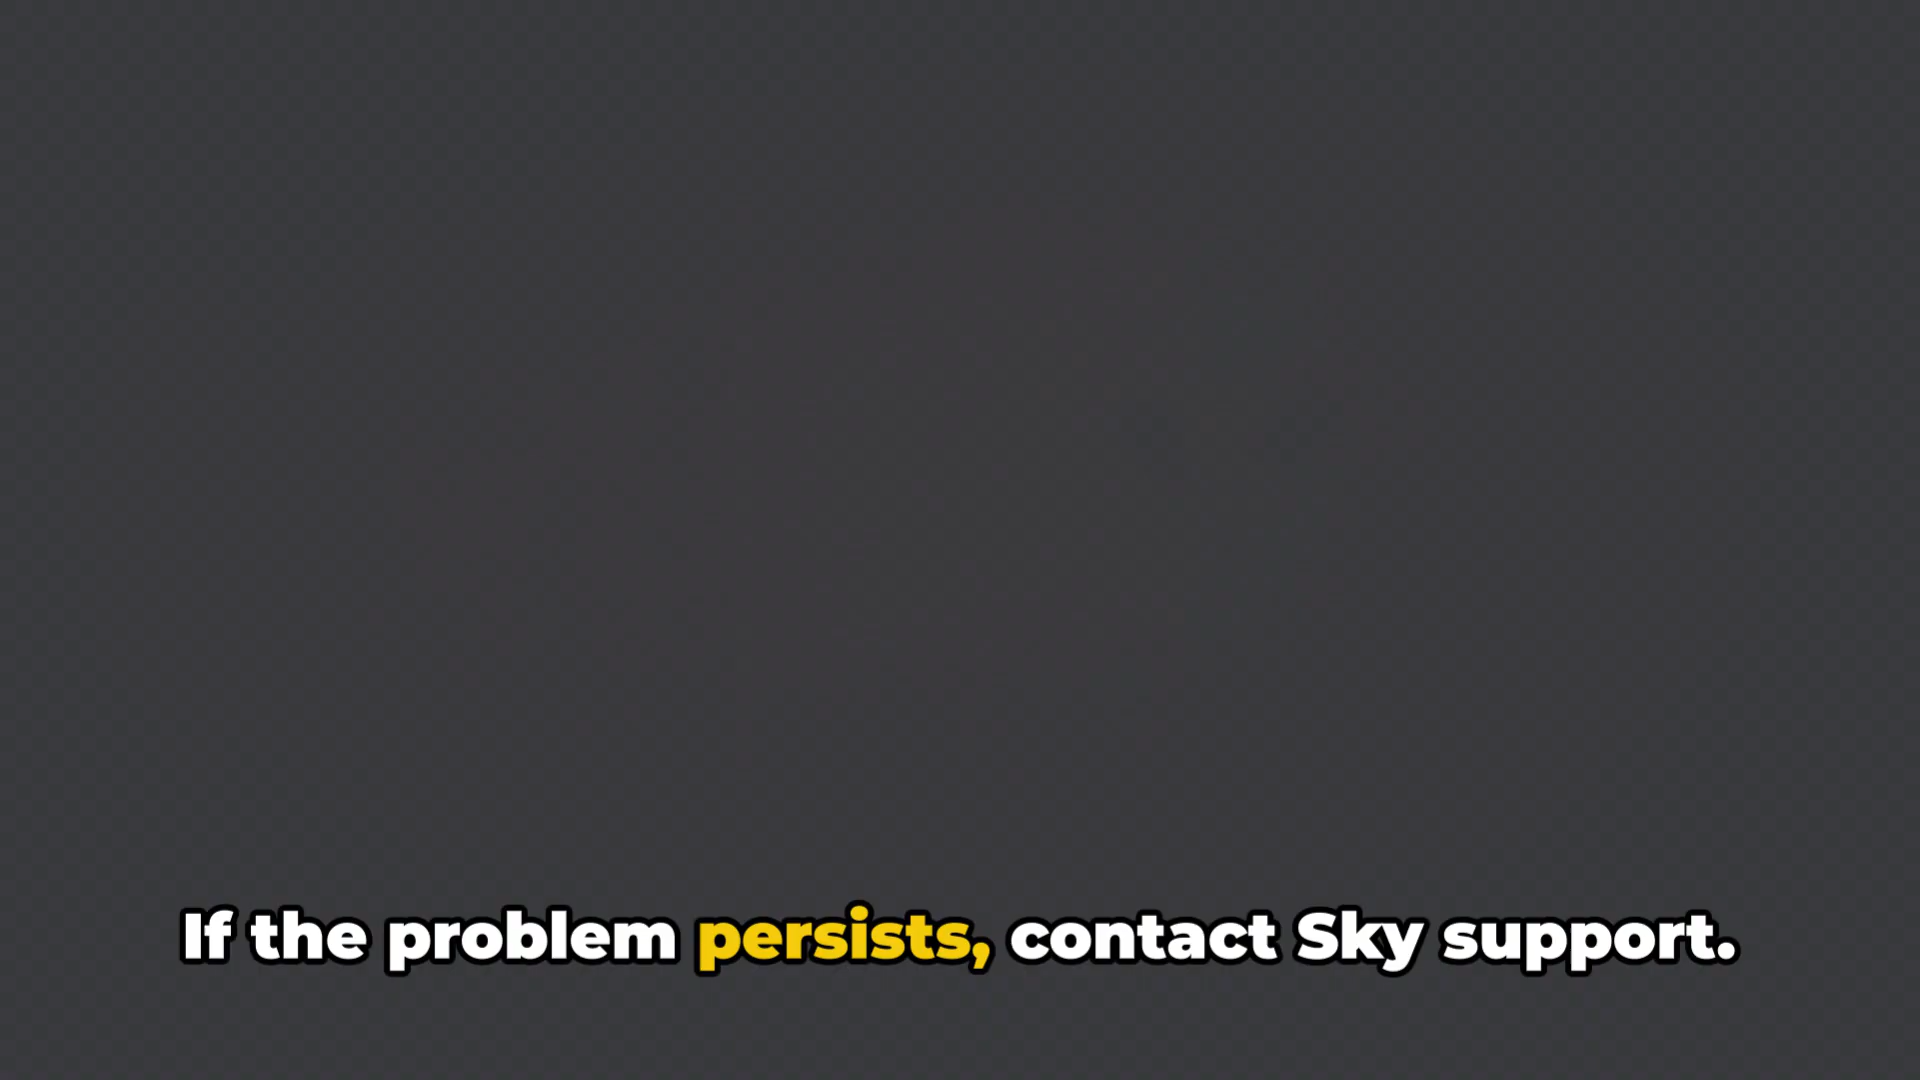 If the problem persists, contact Sky support.